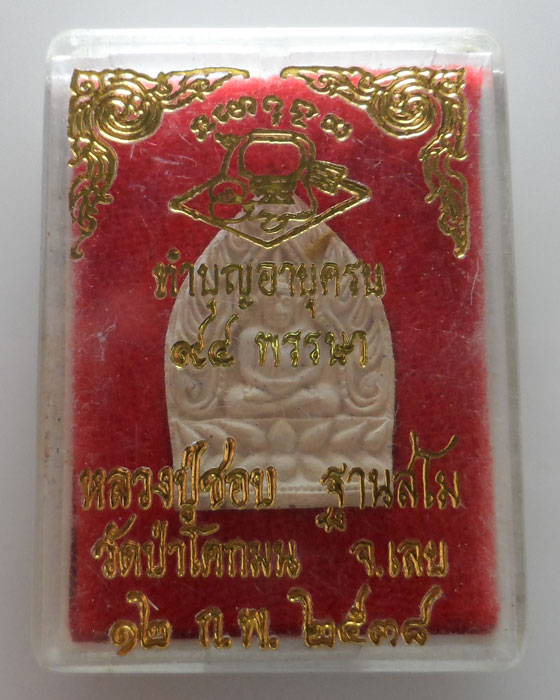 ทำบุญอายุครบ
๙๔ พรรษา
หลวงปู่ชอบ ฐานสโม
วัดป่าโคกมน จ.เลย
๑๒ ก.พ. ๒๕๓๘